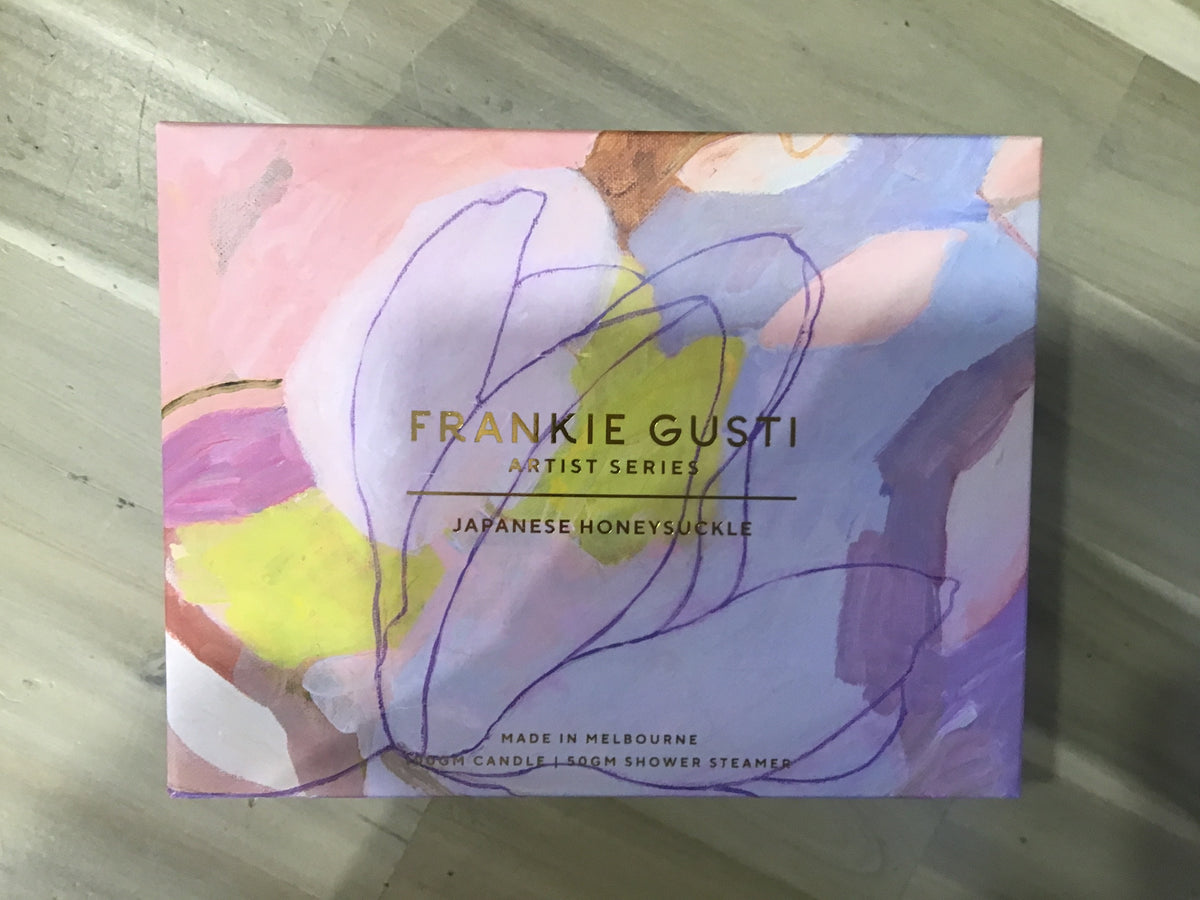 FRANKIE GUSTI
ARTIST SERIES
JAPANESE HONEYSUCKLE
MADE IN MELBOURNE
CANDLE | 50GM SHOWER STEAMER